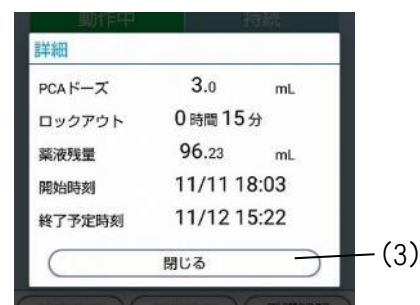 動作中 持続
詳細
PCAドーズ 3.0 mL
ロックアウト 0 時間 15 分
薬液残量 96.23 mL
開始時刻 11/11 18:03
終了予定時刻 11/12 15:22
閉じる (3)